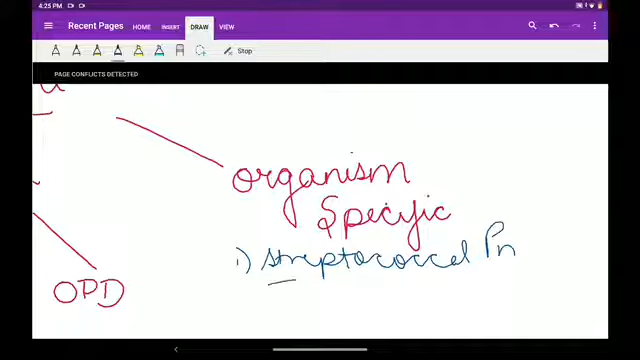 4:25 PM
Recent Pages HOME INSERT DRAW VIEW
Stop
PAGE CONFLICTS DETECTED
organism
Specific
1) streptococcal Pn
OPD